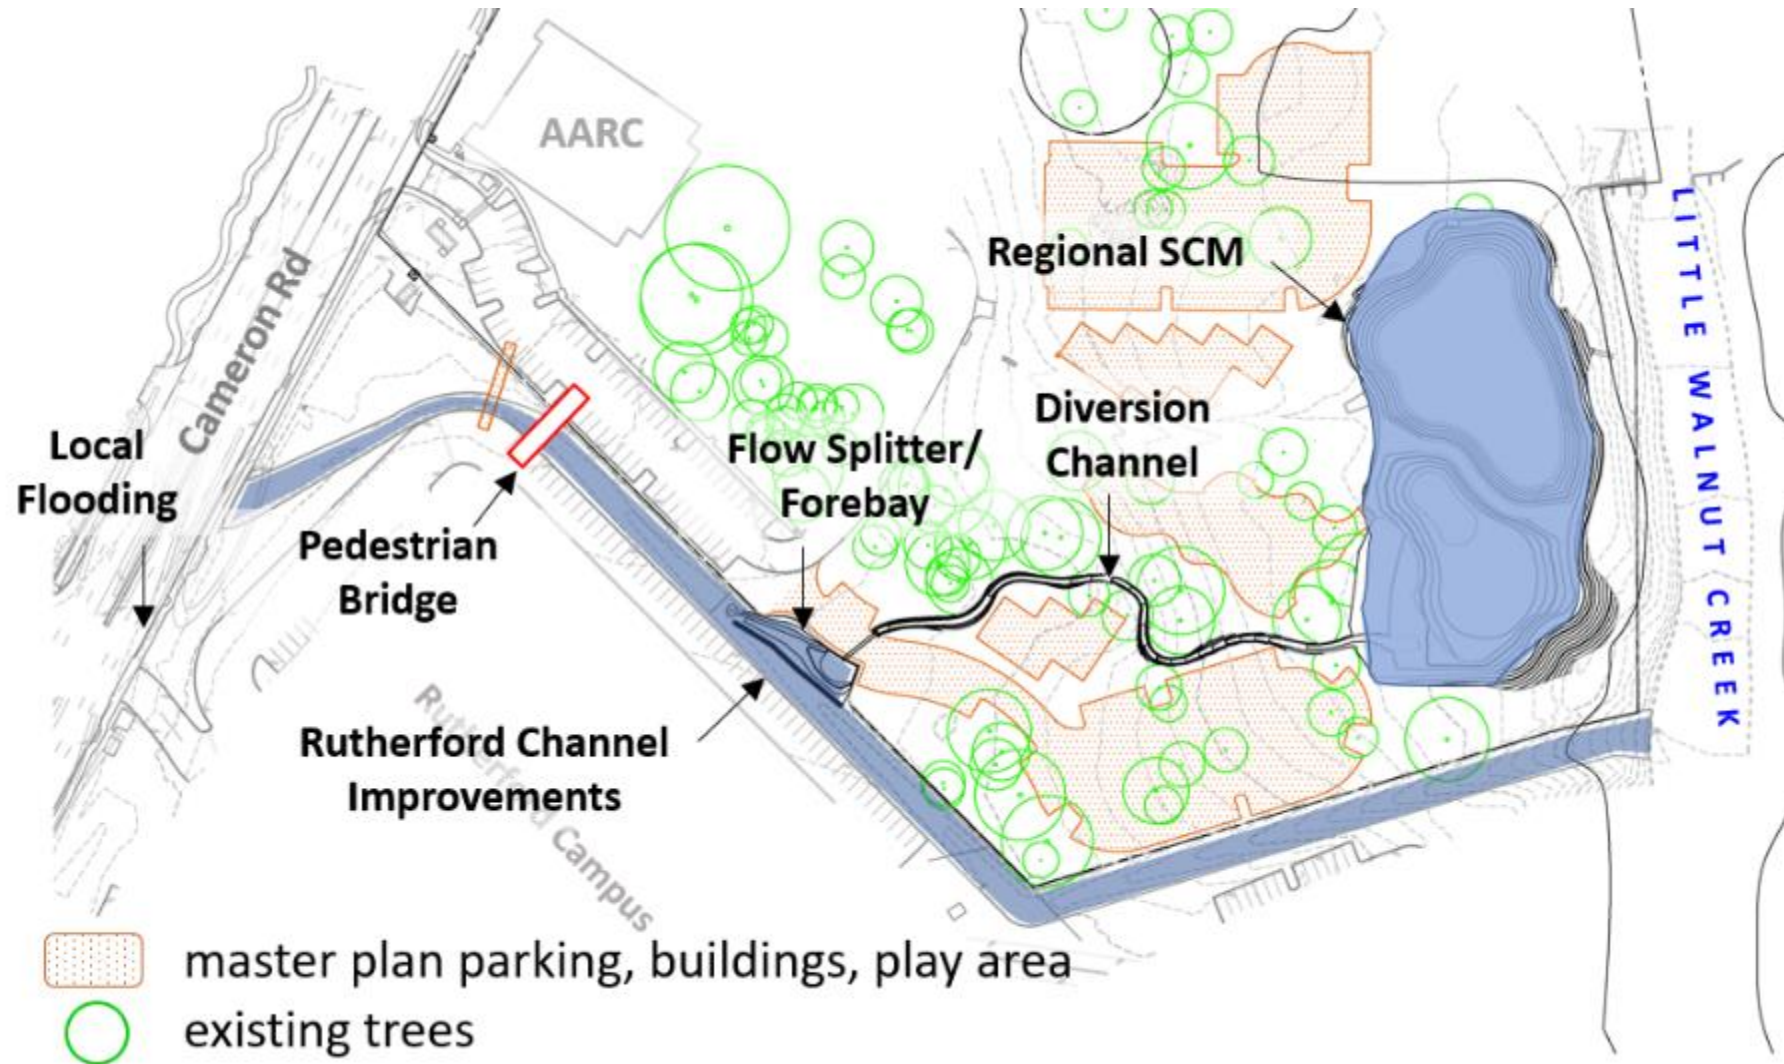 AARC
Cameron Rd
Regional SCM
LITTLE WALNUT CREEK
Local
Flooding
Diversion
Channel
Flow Splitter/
Forebay
Pedestrian
Bridge
Rutherford Channel
Improvements
Rutherford Campus
master plan parking, buildings, play area
existing trees